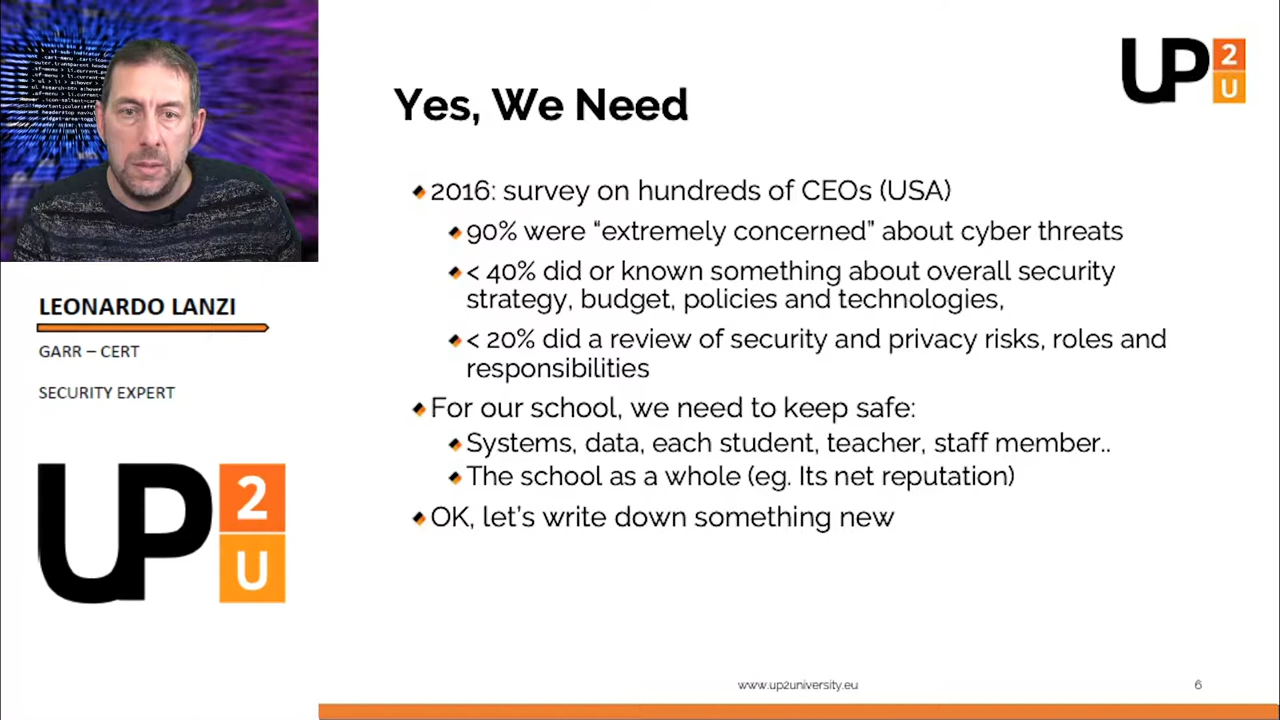 UP2U
Yes, We Need
2016: survey on hundreds of CEOs (USA)
90% were “extremely concerned” about cyber threats
< 40% did or known something about overall security
strategy, budget, policies and technologies,
< 20% did a review of security and privacy risks, roles and
responsibilities
For our school, we need to keep safe:
Systems, data, each student, teacher, staff member..
The school as a whole (eg. Its net reputation)
OK, let’s write down something new
LEONARDO LANZI
GARR – CERT
SECURITY EXPERT
UP2U
www.up2university.eu
6